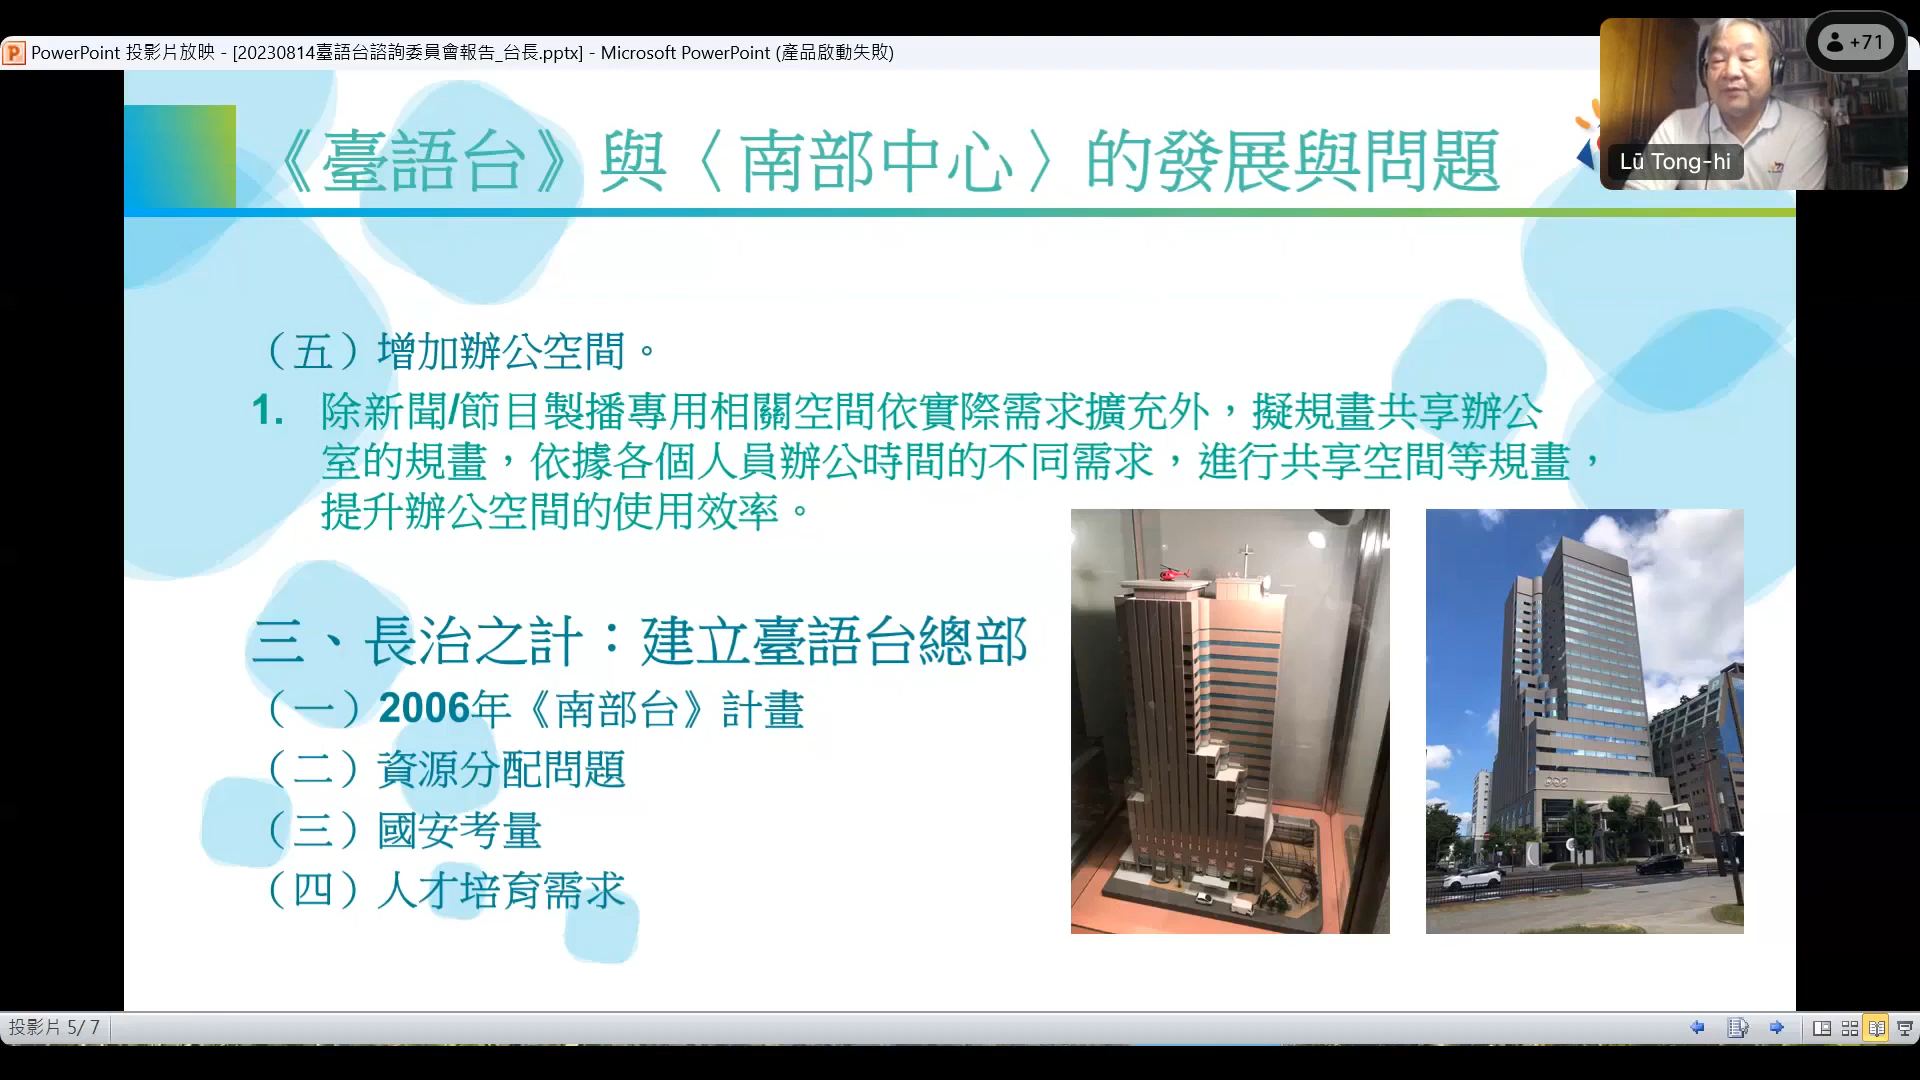 PowerPoint 投影片放映 - [20230814臺語台諮詢委員會報告_台長.pptx] - Microsoft PowerPoint (產品啟動失敗)
+71
《臺語台》與〈南部中心〉的發展與問題
Lū Tong-hi
（五）增加辦公空間。
1. 除新聞/節目製播專用相關空間依實際需求擴充外，擬規畫共享辦公
室的規畫，依據各個人員辦公時間的不同需求，進行共享空間等規畫，
提升辦公空間的使用效率。
三、長治之計：建立臺語台總部
（一）2006年《南部台》計畫
（二）資源分配問題
（三）國安考量
（四）人才培育需求
投影片 5/ 7